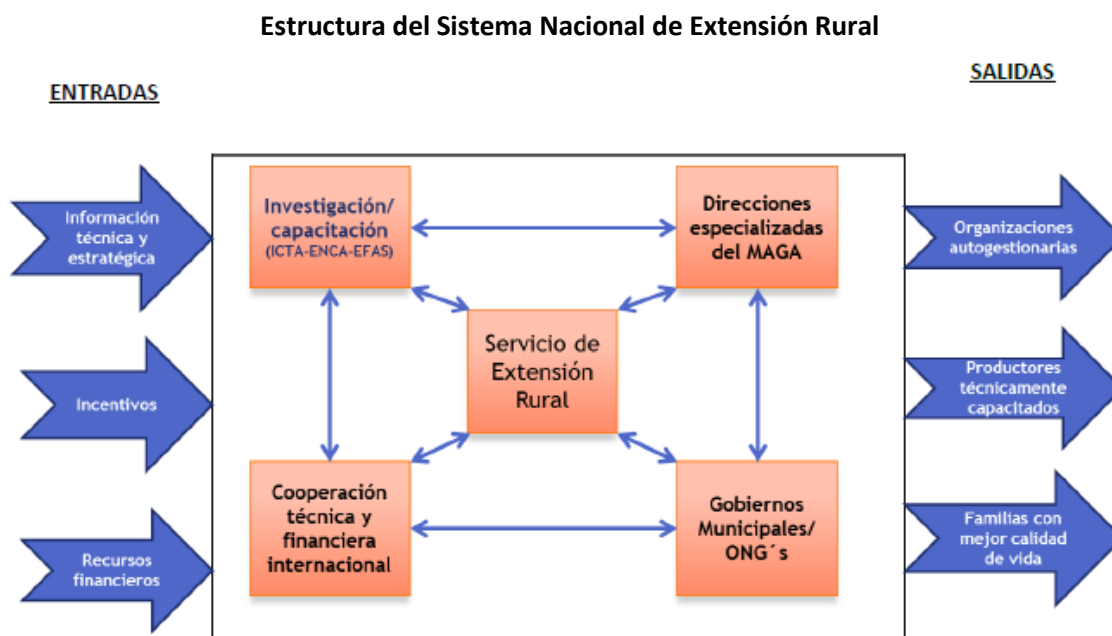 Estructura del Sistema Nacional de Extensión Rural
ENTRADAS
SALIDAS
Información
técnica y
estratégica
Incentivos
Recursos
financieros
Investigación/
capacitación
(ICTA-ENCA-EFAS)
Direcciones
especializadas
del MAGA
Servicio de
Extensión
Rural
Cooperación
técnica y
financiera
internacional
Gobiernos
Municipales/
ONG´s
Organizaciones
autogestionarias
Productores
técnicamente
capacitados
Familias con
mejor calidad
de vida